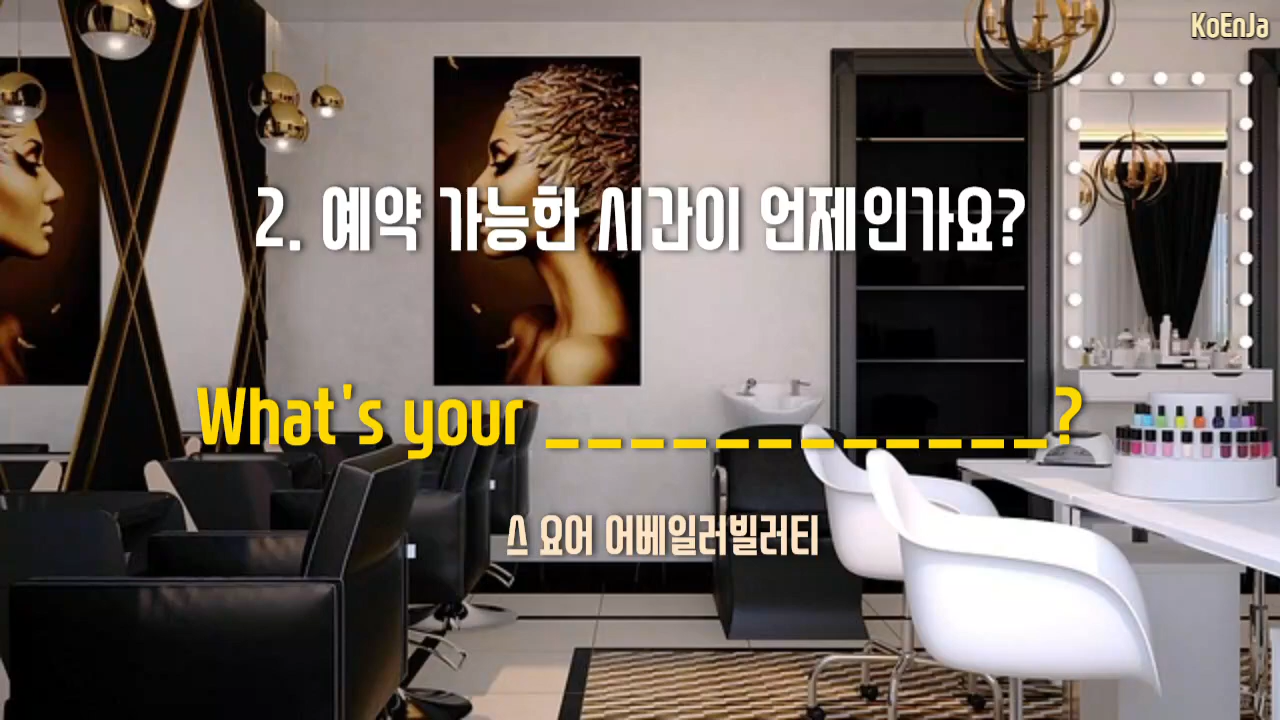 KoEnJa
2. 예약 가능한 시간이 언제인가요?
What's your _ _ _ _ _ _ _ _ _ _ _ _?
스 요어 어베일러빌러티